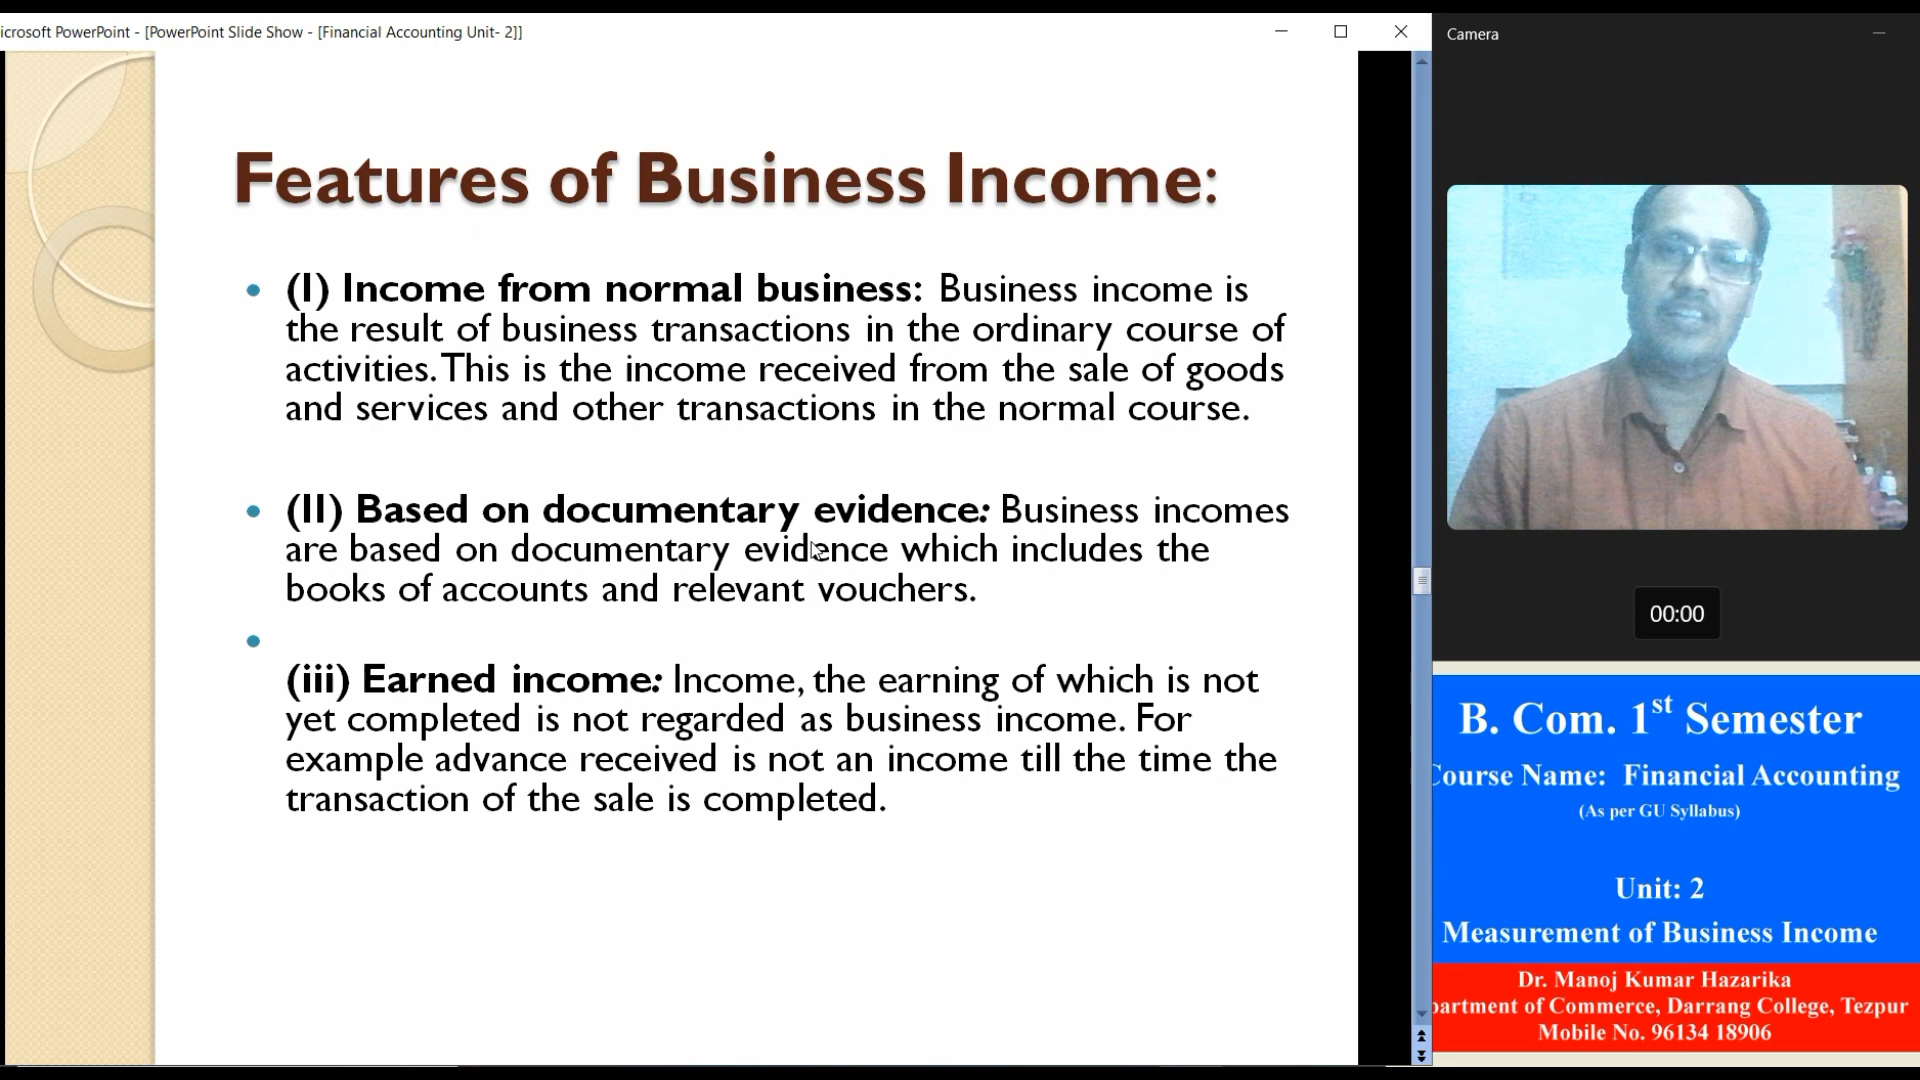 icrosoft PowerPoint - [PowerPoint Slide Show - [Financial Accounting Unit- 2]]
Features of Business Income:
• (I) Income from normal business: Business income is
the result of business transactions in the ordinary course of
activities. This is the income received from the sale of goods
and services and other transactions in the normal course.
• (II) Based on documentary evidence: Business incomes
are based on documentary evidence which includes the
books of accounts and relevant vouchers.
•
(iii) Earned income: Income, the earning of which is not
yet completed is not regarded as business income. For
example advance received is not an income till the time the
transaction of the sale is completed.
Camera
00:00
B. Com. 1st Semester
Course Name: Financial Accounting
(As per GU Syllabus)
Unit: 2
Measurement of Business Income
Dr. Manoj Kumar Hazarika
partment of Commerce, Darrang College, Tezpur
Mobile No. 96134 18906